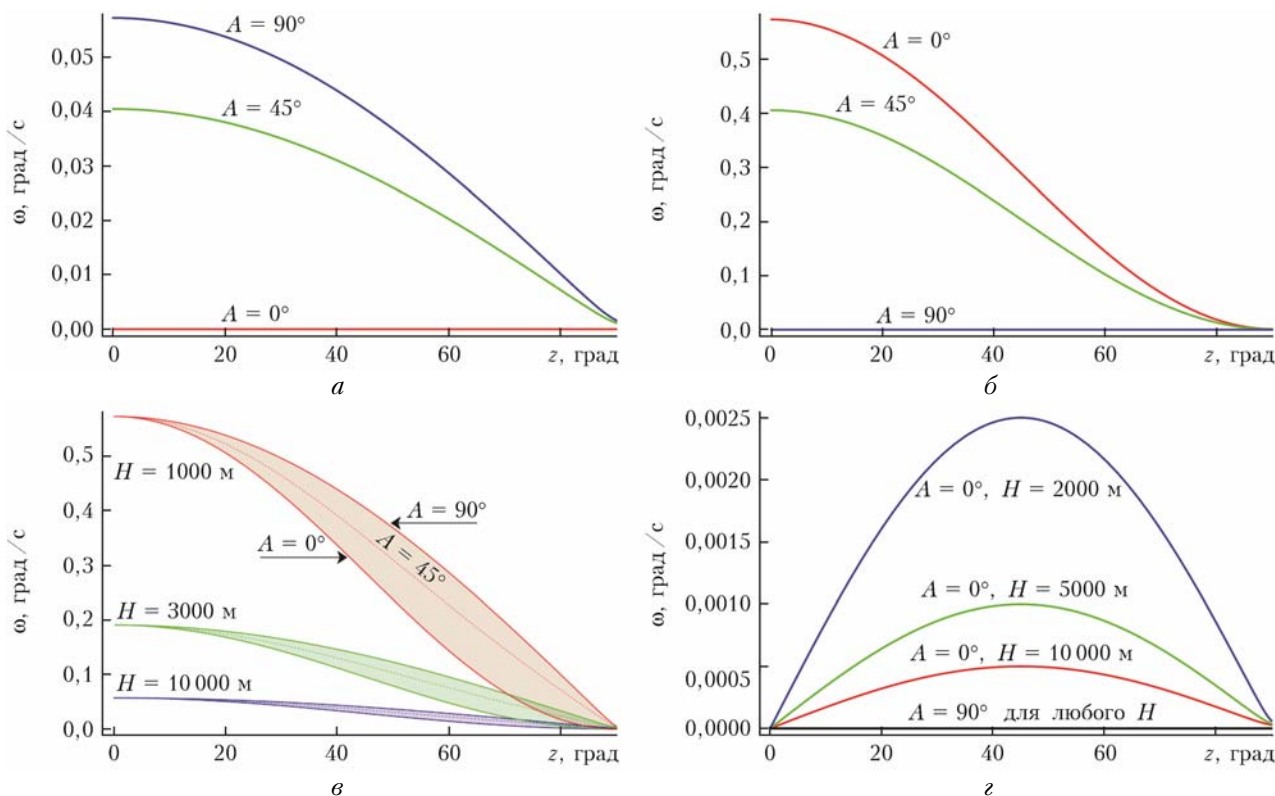 ω, град/с
0,05
0,04
0,03
0,02
0,01
0,00
A = 90°
A = 45°
A = 0°
0
20
40
60
z, град
а
ω, град/с
0,5
0,4
0,3
0,2
0,1
0,0
A = 0°
A = 45°
A = 90°
0
20
40
60
z, град
б
ω, град/с
0,5
0,4
0,3
0,2
0,1
0,0
H = 1000 м
A = 90°
A = 0°
A = 45°
H = 3000 м
H = 10 000 м
0
20
40
60
z, град
в
ω, град/с
0,0025
0,0020
0,0015
0,0010
0,0005
0,0000
A = 0°, H = 2000 м
A = 0°, H = 5000 м
A = 0°, H = 10 000 м
A = 90° для любого H
0
20
40
60
z, град
г